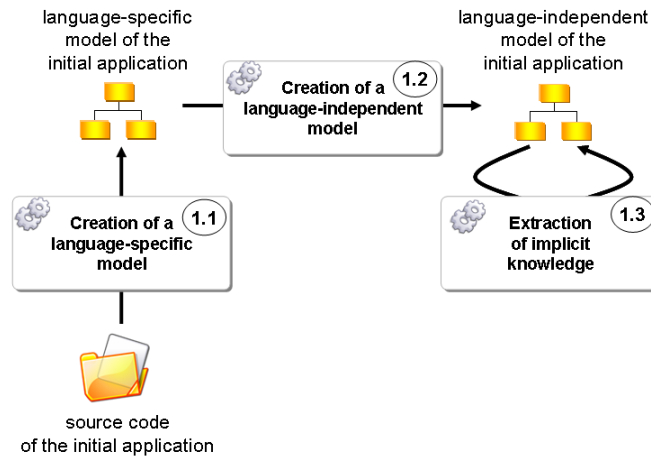 language-specific
model of the
initial application
language-independent
model of the
initial application
Creation of a
language-independent
model
1.2
Creation of a
language-specific
model
1.1
Extraction
of implicit
knowledge
1.3
source code
of the initial application